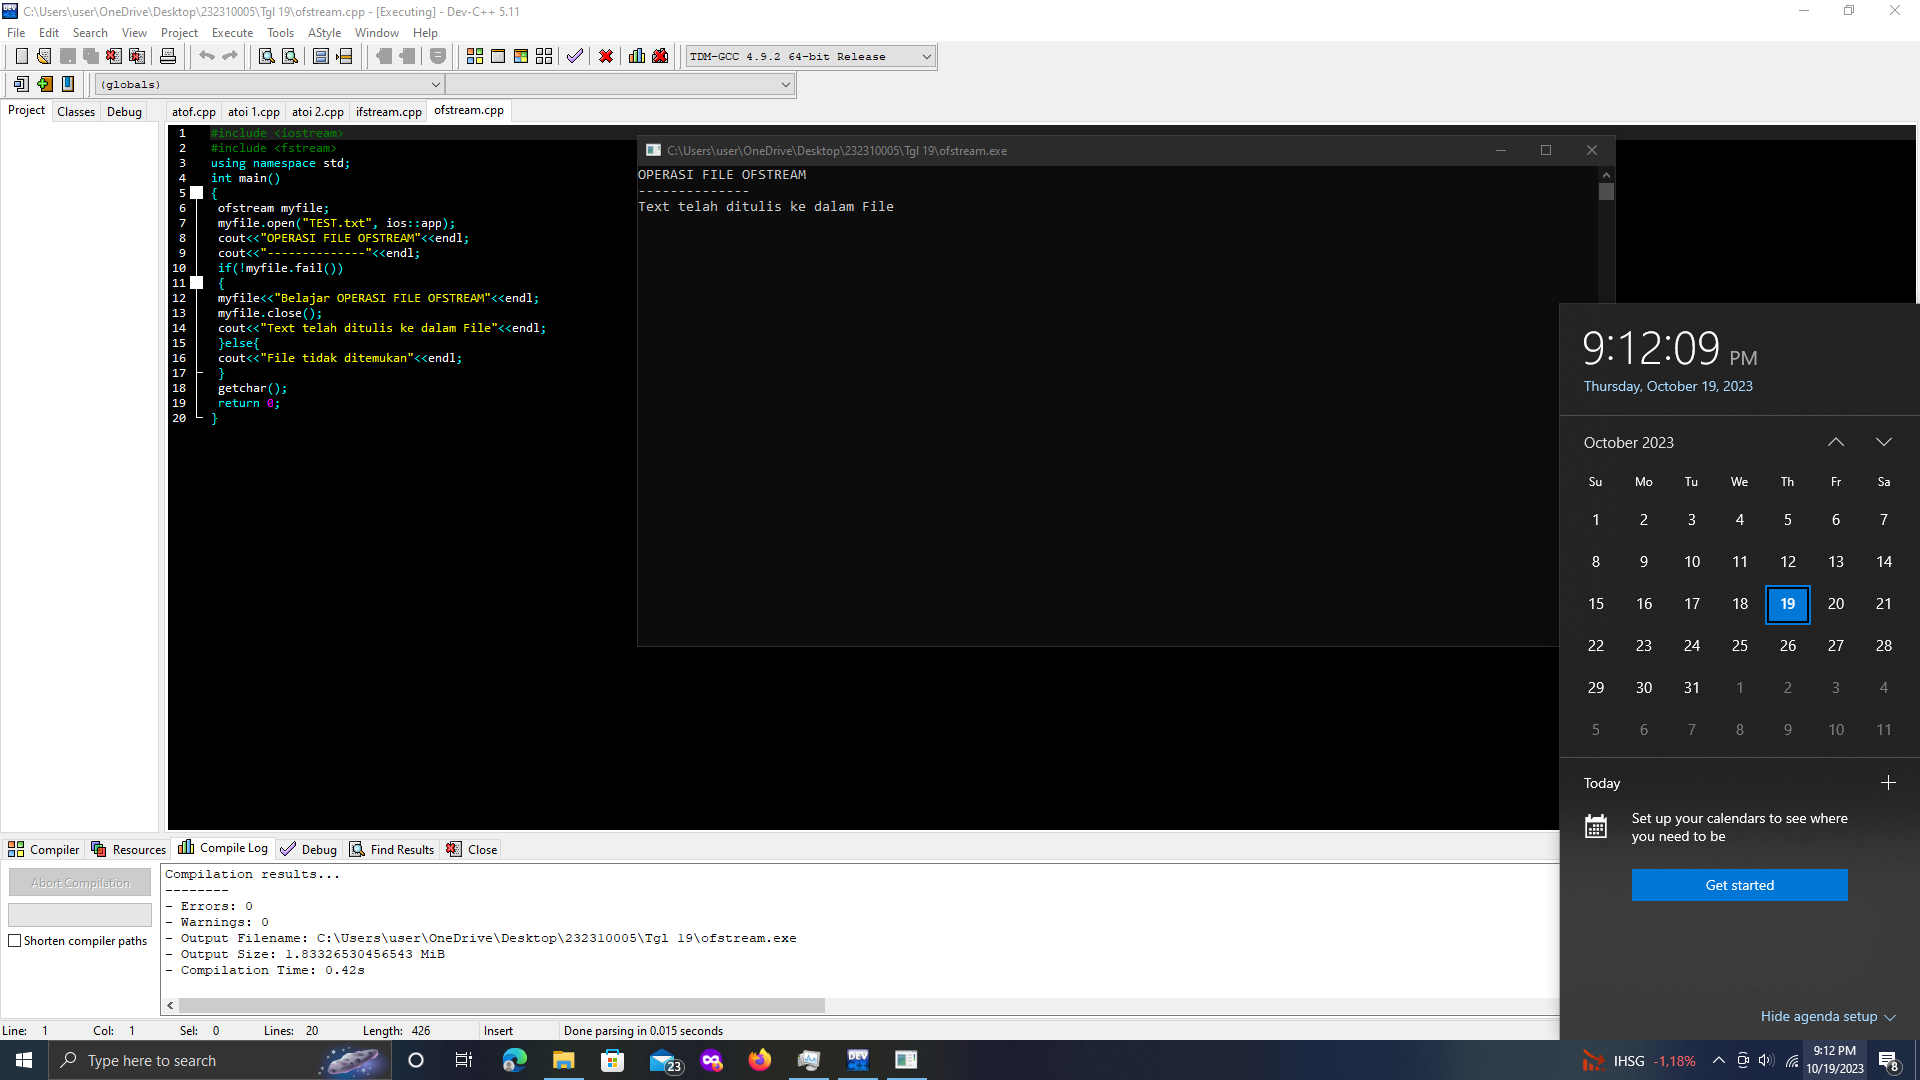 C:\Users\user\OneDrive\Desktop\232310005\Tgl 19\ofstream.cpp - [Executing] - Dev-C++ 5.11
File Edit Search View Project Execute Tools AStyle Window Help
TDM-GCC 4.9.2 64-bit Release
(globals)
Project Classes Debug
atof.cpp atoi 1.cpp atoi 2.cpp ifstream.cpp ofstream.cpp
1 #include <iostream>
2 #include <fstream>
3 using namespace std;
4 int main()
5 {
6 ofstream myfile;
7 myfile.open("TEST.txt", ios::app);
8 cout<<"OPERASI FILE OFSTREAM"<<endl;
9 cout<<"--------------"<<endl;
10 if(!myfile.fail())
11 {
12 myfile<<"Belajar OPERASI FILE OFSTREAM"<<endl;
13 myfile.close();
14 cout<<"Text telah ditulis ke dalam File"<<endl;
15 }else{
16 cout<<"File tidak ditemukan"<<endl;
17 }
18 getchar();
19 return 0;
20 }
C:\Users\user\OneDrive\Desktop\232310005\Tgl 19\ofstream.exe
OPERASI FILE OFSTREAM
--------------
Text telah ditulis ke dalam File
9:12:09 PM
Thursday, October 19, 2023
October 2023
Su Mo Tu We Th Fr Sa
1 2 3 4 5 6 7
8 9 10 11 12 13 14
15 16 17 18 19 20 21
22 23 24 25 26 27 28
29 30 31 1 2 3 4
5 6 7 8 9 10 11
Today
Set up your calendars to see where
you need to be
Get started
Hide agenda setup
Compiler Resources Compile Log Debug Find Results Close
Abort Compilation
Shorten compiler paths
Compilation results...
--------
- Errors: 0
- Warnings: 0
- Output Filename: C:\Users\user\OneDrive\Desktop\232310005\Tgl 19\ofstream.exe
- Output Size: 1.83326530456543 MiB
- Compilation Time: 0.42s
Line: 1 Col: 1 Sel: 0 Lines: 20 Length: 426 Insert Done parsing in 0.015 seconds
Type here to search
23
DEV
IHSG -1,18%
9:12 PM
10/19/2023
8